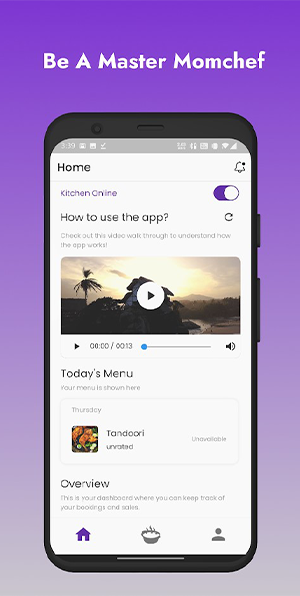 Be A Master Momchef
3:39
Home
Kitchen Online
How to use the app?
Check out this video walk through to understand how
the app works!
00:00 / 00:13
Today's Menu
Your menu is shown here
Thursday
Tandoori
unrated
Unavailable
Overview
This is your dashboard where you can keep track of
your bookings and sales.